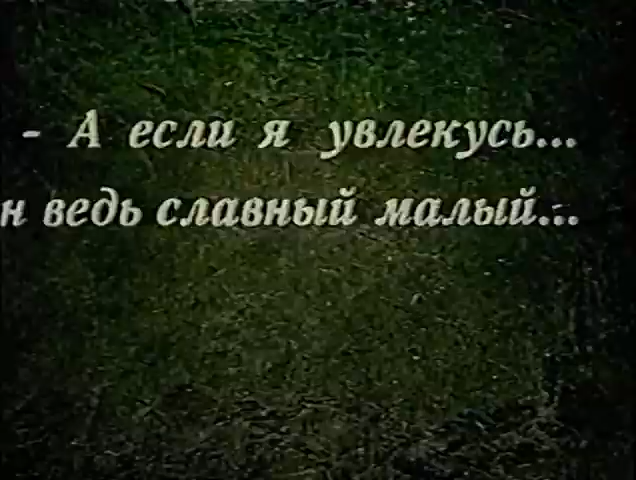 - А если я увлекусь...
н ведь славный малый...